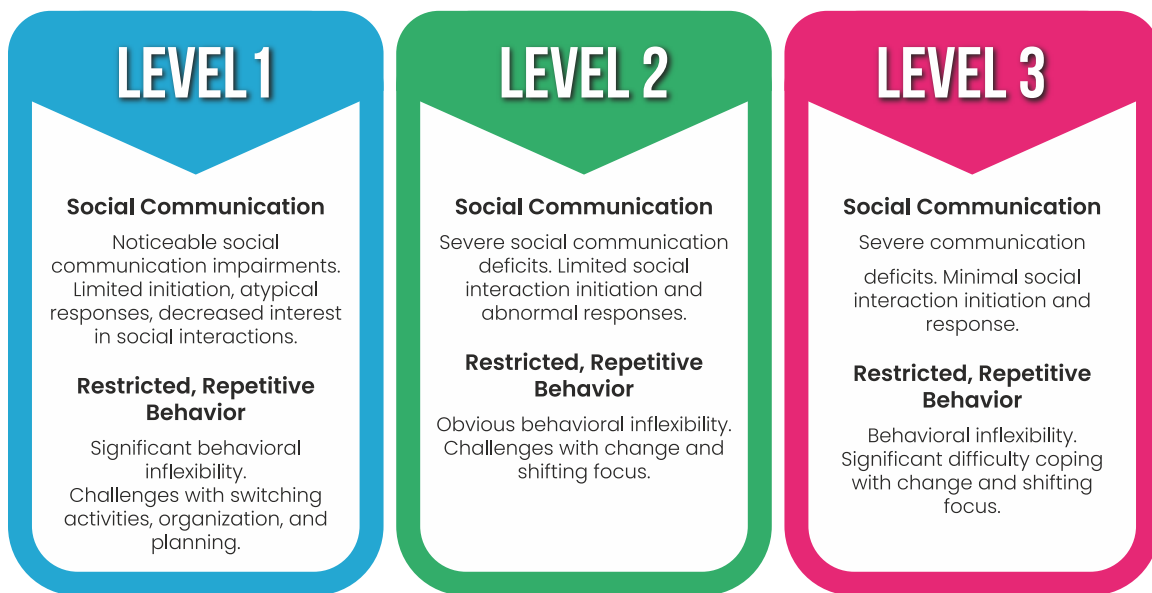 LEVEL 1
Social Communication
Noticeable social
communication impairments.
Limited initiation, atypical
responses, decreased interest
in social interactions.
Restricted, Repetitive
Behavior
Significant behavioral
inflexibility.
Challenges with switching
activities, organization, and
planning.
LEVEL 2
Social Communication
Severe social communication
deficits. Limited social
interaction initiation and
abnormal responses.
Restricted, Repetitive
Behavior
Obvious behavioral inflexibility.
Challenges with change and
shifting focus.
LEVEL 3
Social Communication
Severe communication
deficits. Minimal social
interaction initiation and
response.
Restricted, Repetitive
Behavior
Behavioral inflexibility.
Significant difficulty coping
with change and shifting
focus.